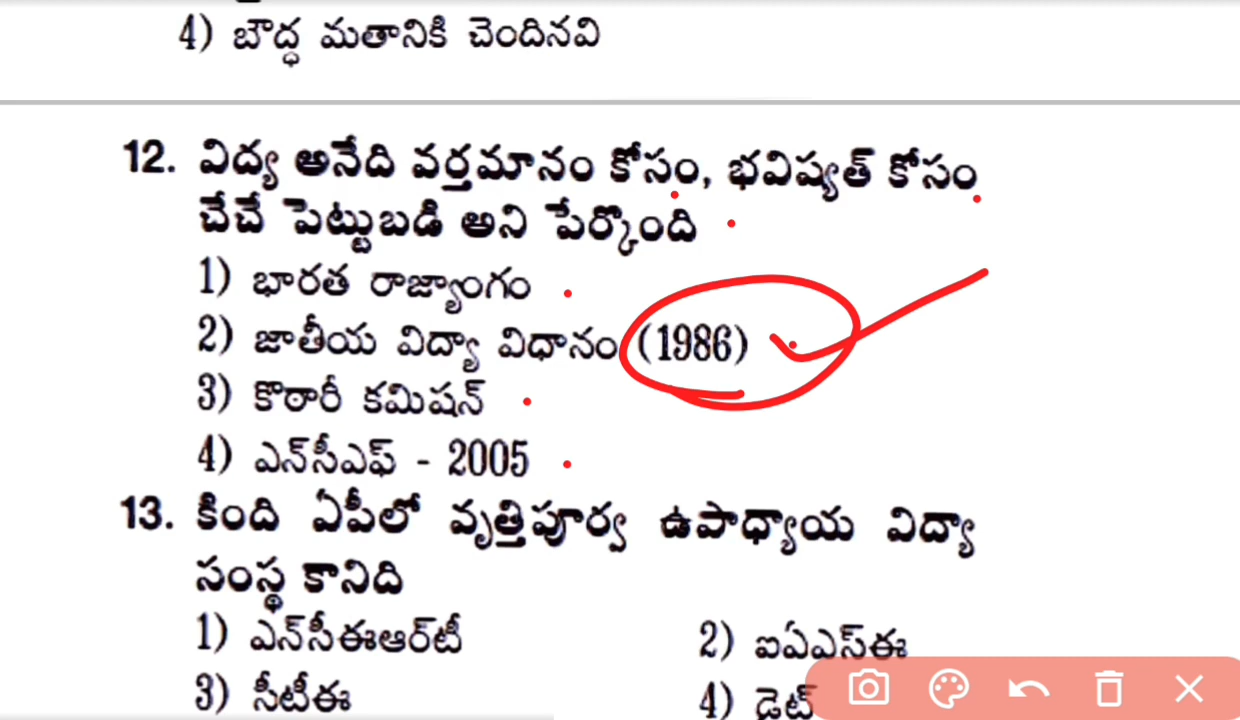 4) బౌద్ధ మతానికి చెందినవి
12. విద్య అనేది వర్తమానం కోసం, భవిష్యత్ కోసం
చేచే పెట్టుబడి అని పేర్కొంది
1) భారత రాజ్యాంగం
2) జాతీయ విద్యా విధానం (1986)
3) కొఠారీ కమిషన్
4) ఎన్‌సీఎఫ్ - 2005
13. కింది ఏపీలో వృత్తిపూర్వ ఉపాధ్యాయ విద్యా
సంస్థ కానిది
1) ఎన్‌సీఈఆర్‌టీ 2) ఐఏఎస్ఈ
3) సీటీఈ 4) డైట్